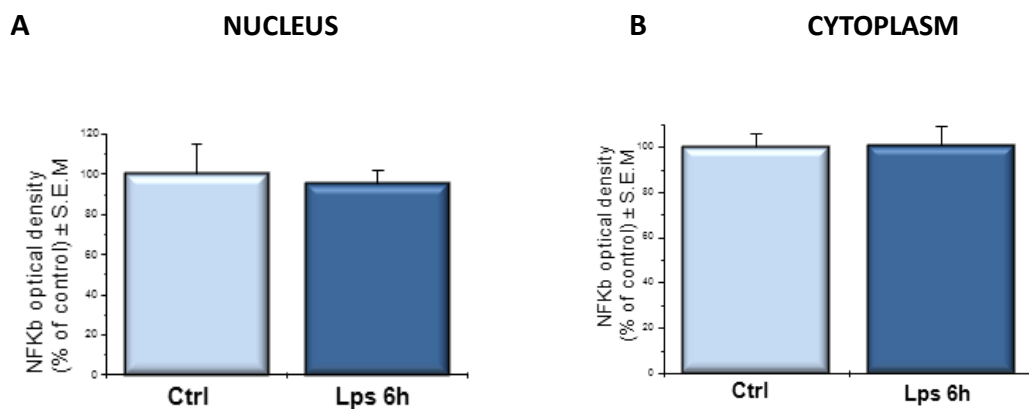 A
NUCLEUS
NFKb optical density
(% of control) ± S.E.M
120
100
80
60
40
20
0
Ctrl
Lps 6h
B
CYTOPLASM
NFKb optical density
(% of control) ± S.E.M
100
80
60
40
20
0
Ctrl
Lps 6h